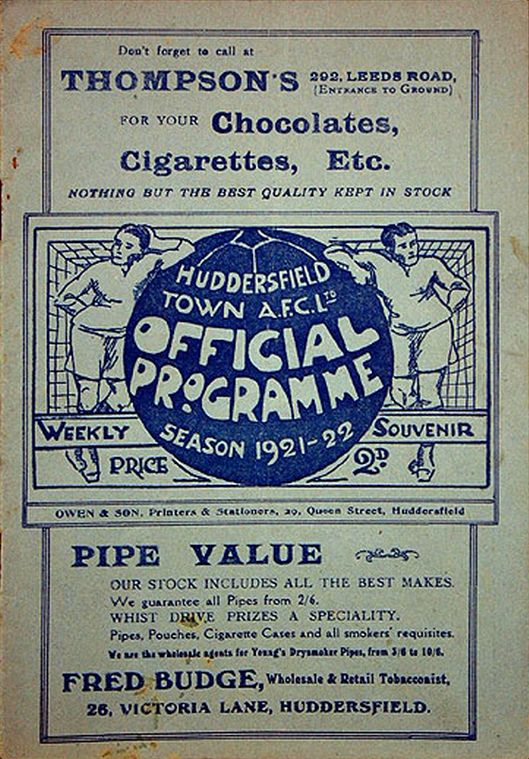 Don't forget to call at
THOMPSON'S 292, LEEDS ROAD,
(ENTRANCE TO GROUND)
FOR YOUR Chocolates,
Cigarettes, Etc.
NOTHING BUT THE BEST QUALITY KEPT IN STOCK
HUDDERSFIELD
TOWN A.F.C. LTD
OFFICIAL
PROGRAMME
SEASON 1921-22
WEEKLY SOUVENIR
PRICE 2D
OWEN & SON, Printers & Stationers, 29, Queen Street, Huddersfield
PIPE VALUE
OUR STOCK INCLUDES ALL THE BEST MAKES.
We guarantee all Pipes from 2/6.
WHIST DRIVE PRIZES A SPECIALITY.
Pipes, Pouches, Cigarette Cases and all smokers' requisites.
We are the wholesale agents for Young's Drysmoker Pipes, from 3/6 to 10/6.
FRED BUDGE, Wholesale & Retail Tobacconist,
26, VICTORIA LANE, HUDDERSFIELD.